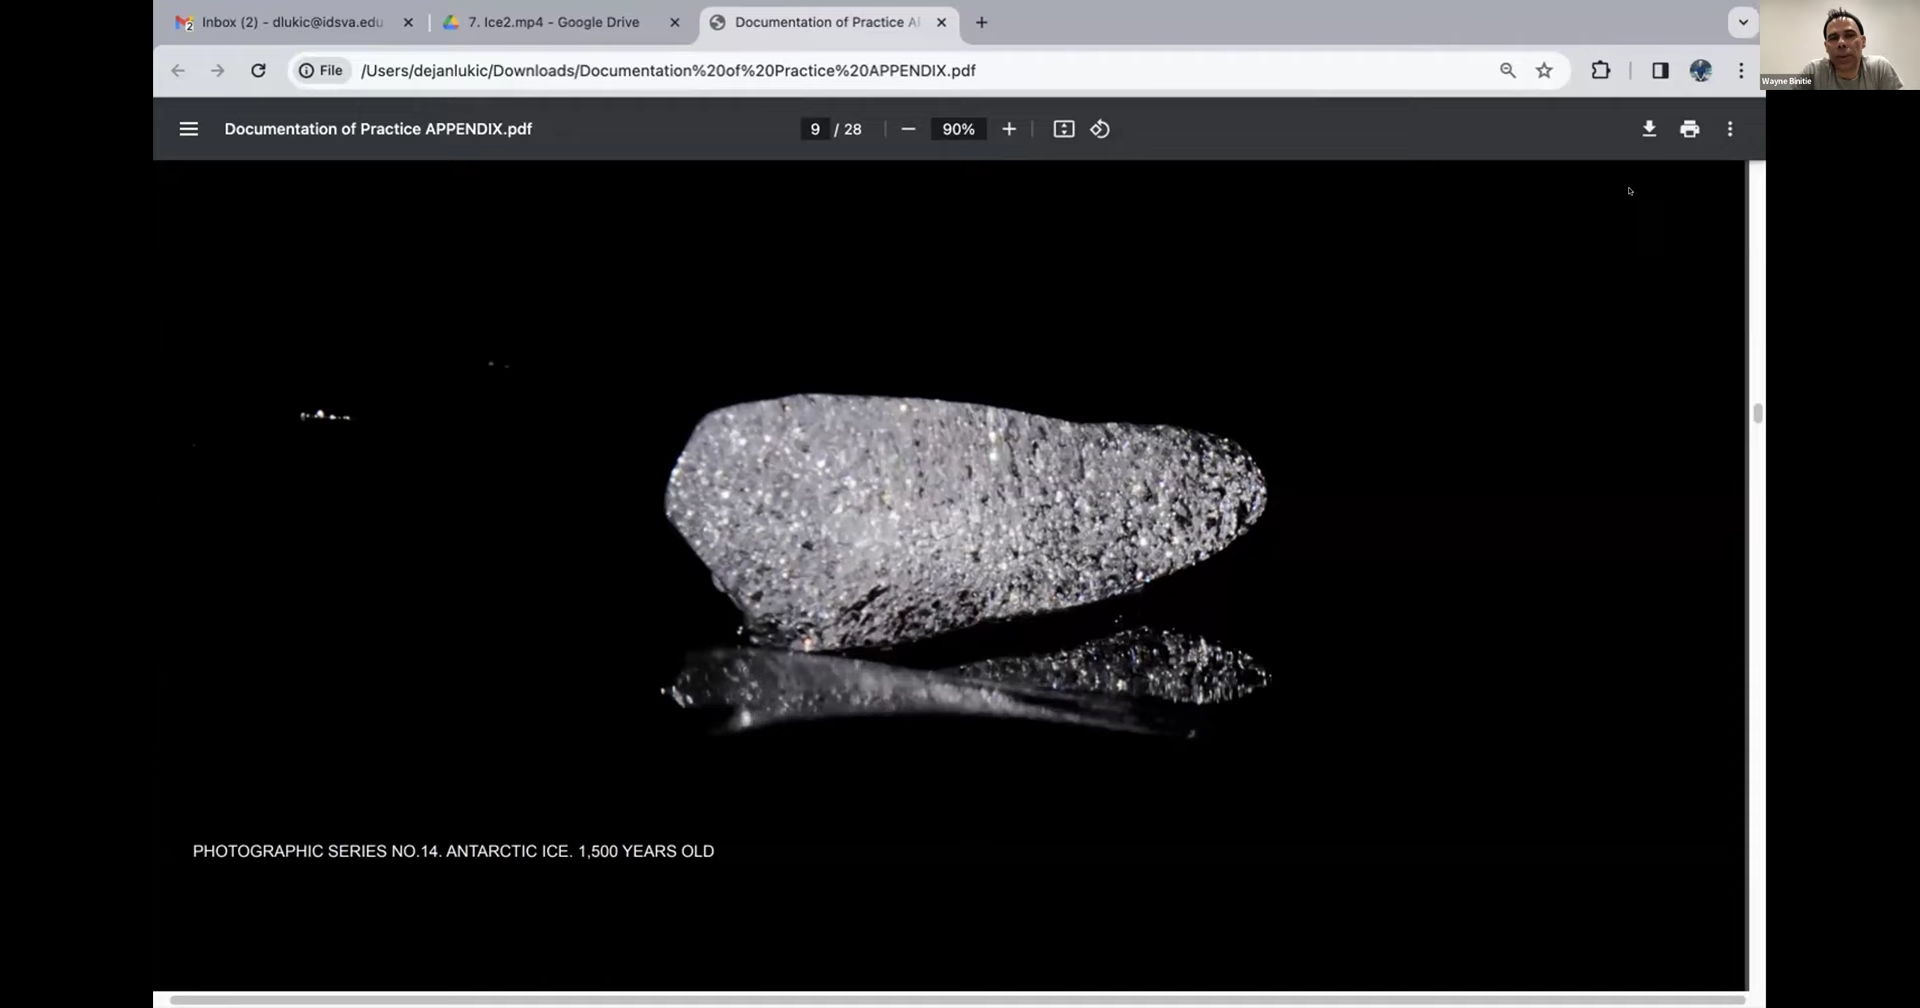 Inbox (2) - dlukic@idsva.edu
7. Ice2.mp4 - Google Drive
Documentation of Practice A
File
/Users/dejanlukic/Downloads/Documentation%20of%20Practice%20APPENDIX.pdf
Wayne Binitie
Documentation of Practice APPENDIX.pdf
9 / 28
90%
PHOTOGRAPHIC SERIES NO.14. ANTARCTIC ICE. 1,500 YEARS OLD